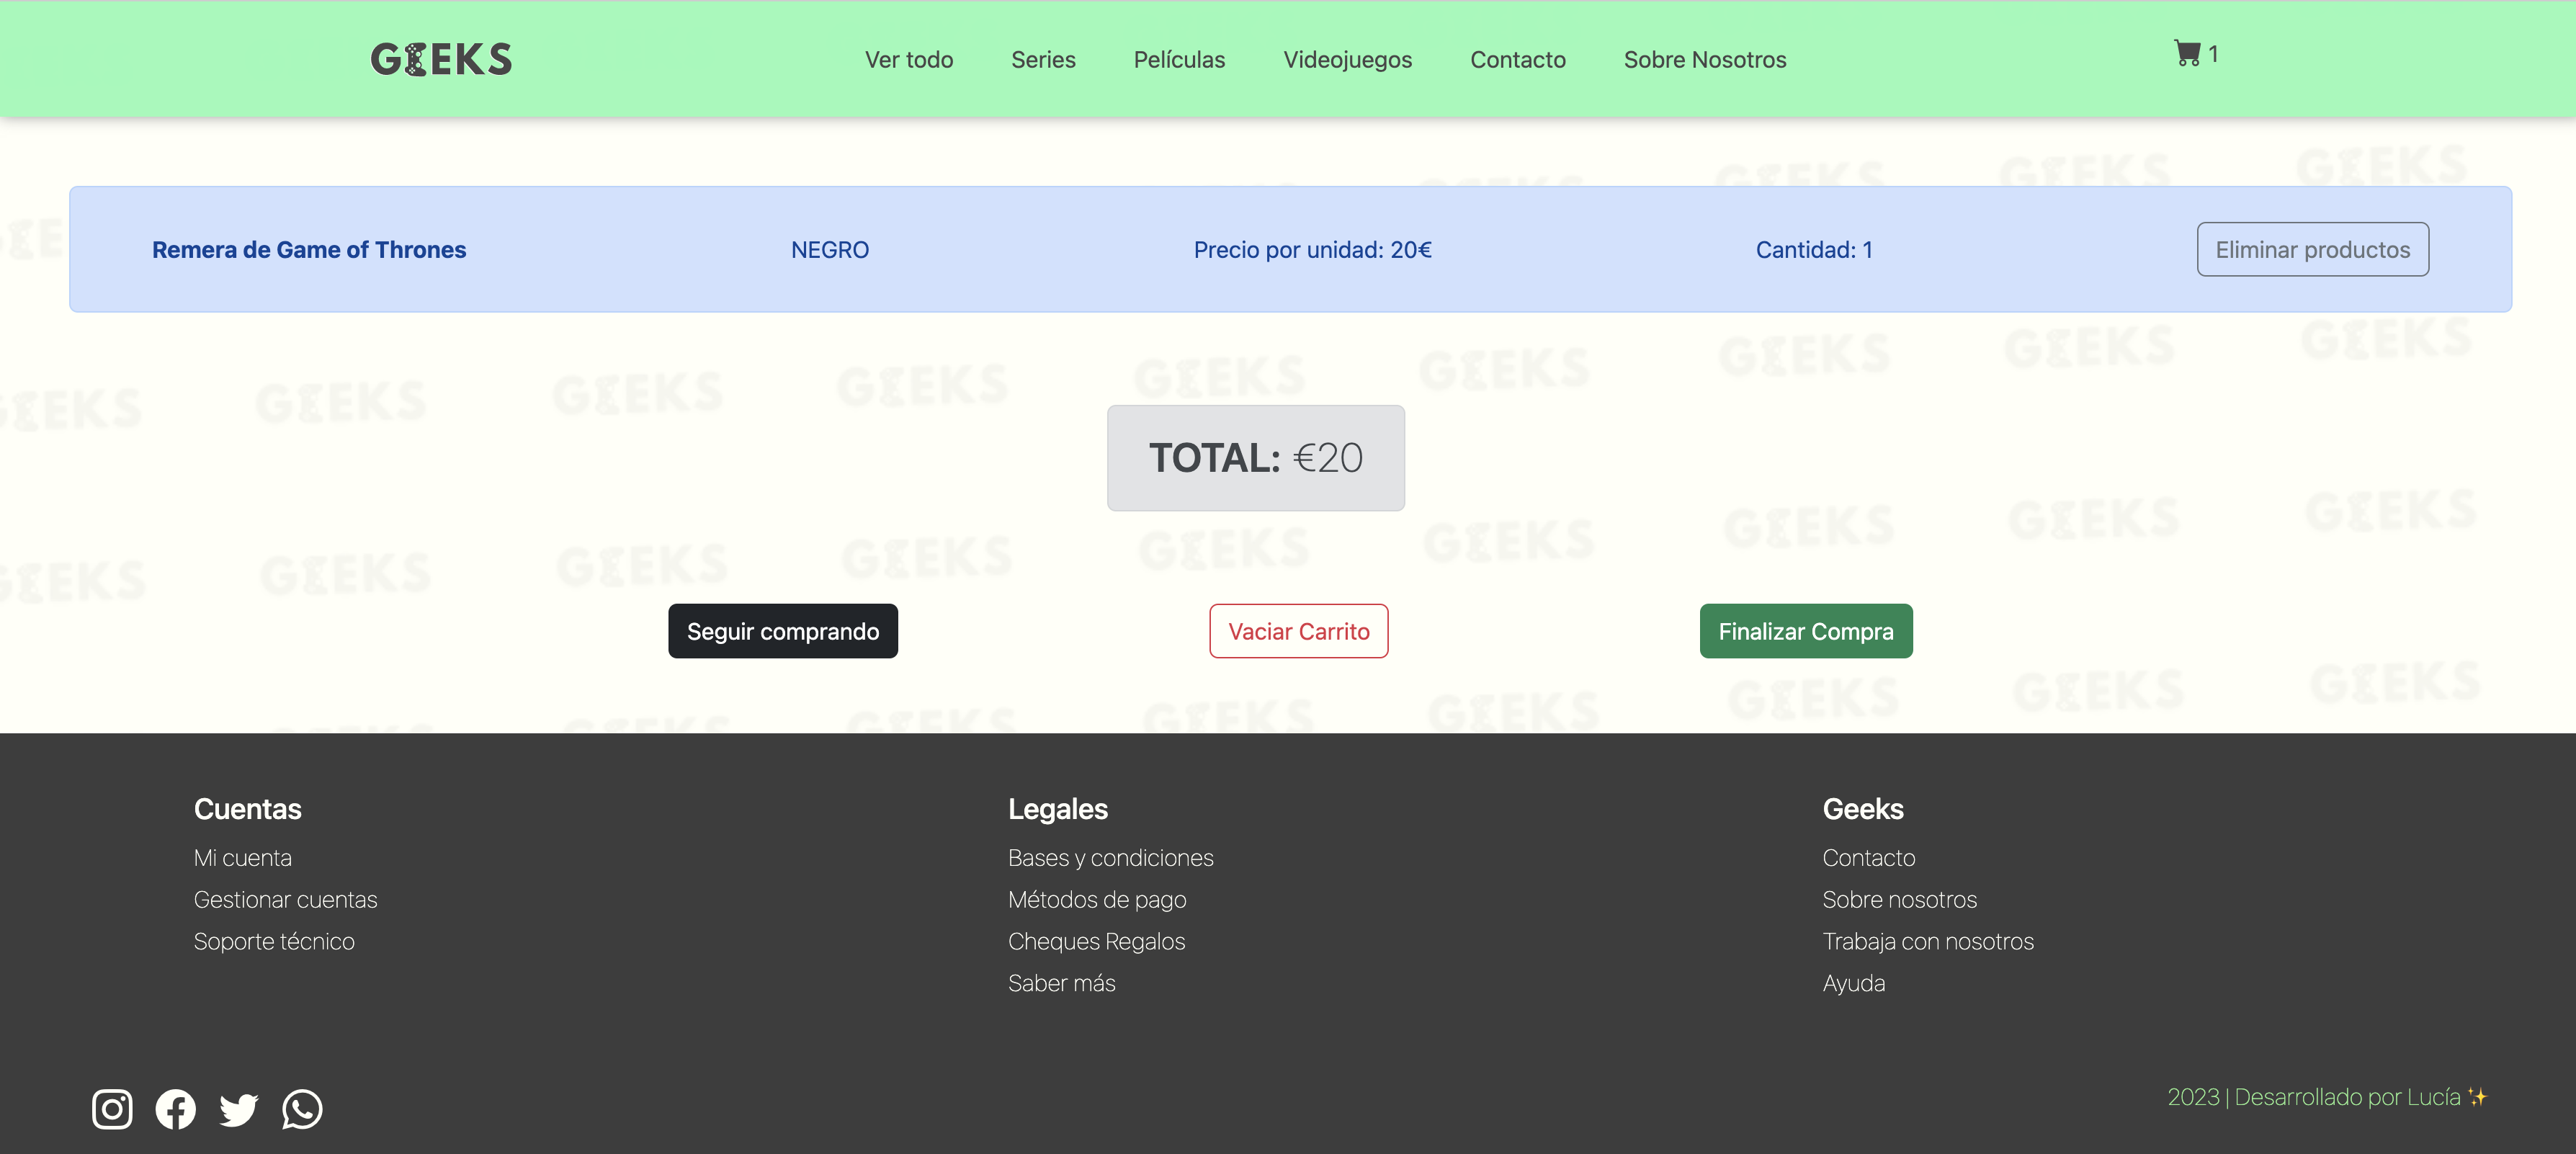 GEEKS
Ver todo Series Películas Videojuegos Contacto Sobre Nosotros 1
Remera de Game of Thrones NEGRO Precio por unidad: 20€ Cantidad: 1 Eliminar productos
TOTAL: €20
Seguir comprando Vaciar Carrito Finalizar Compra
Cuentas
Mi cuenta
Gestionar cuentas
Soporte técnico
Legales
Bases y condiciones
Métodos de pago
Cheques Regalos
Saber más
Geeks
Contacto
Sobre nosotros
Trabaja con nosotros
Ayuda
2023 | Desarrollado por Lucía ✨